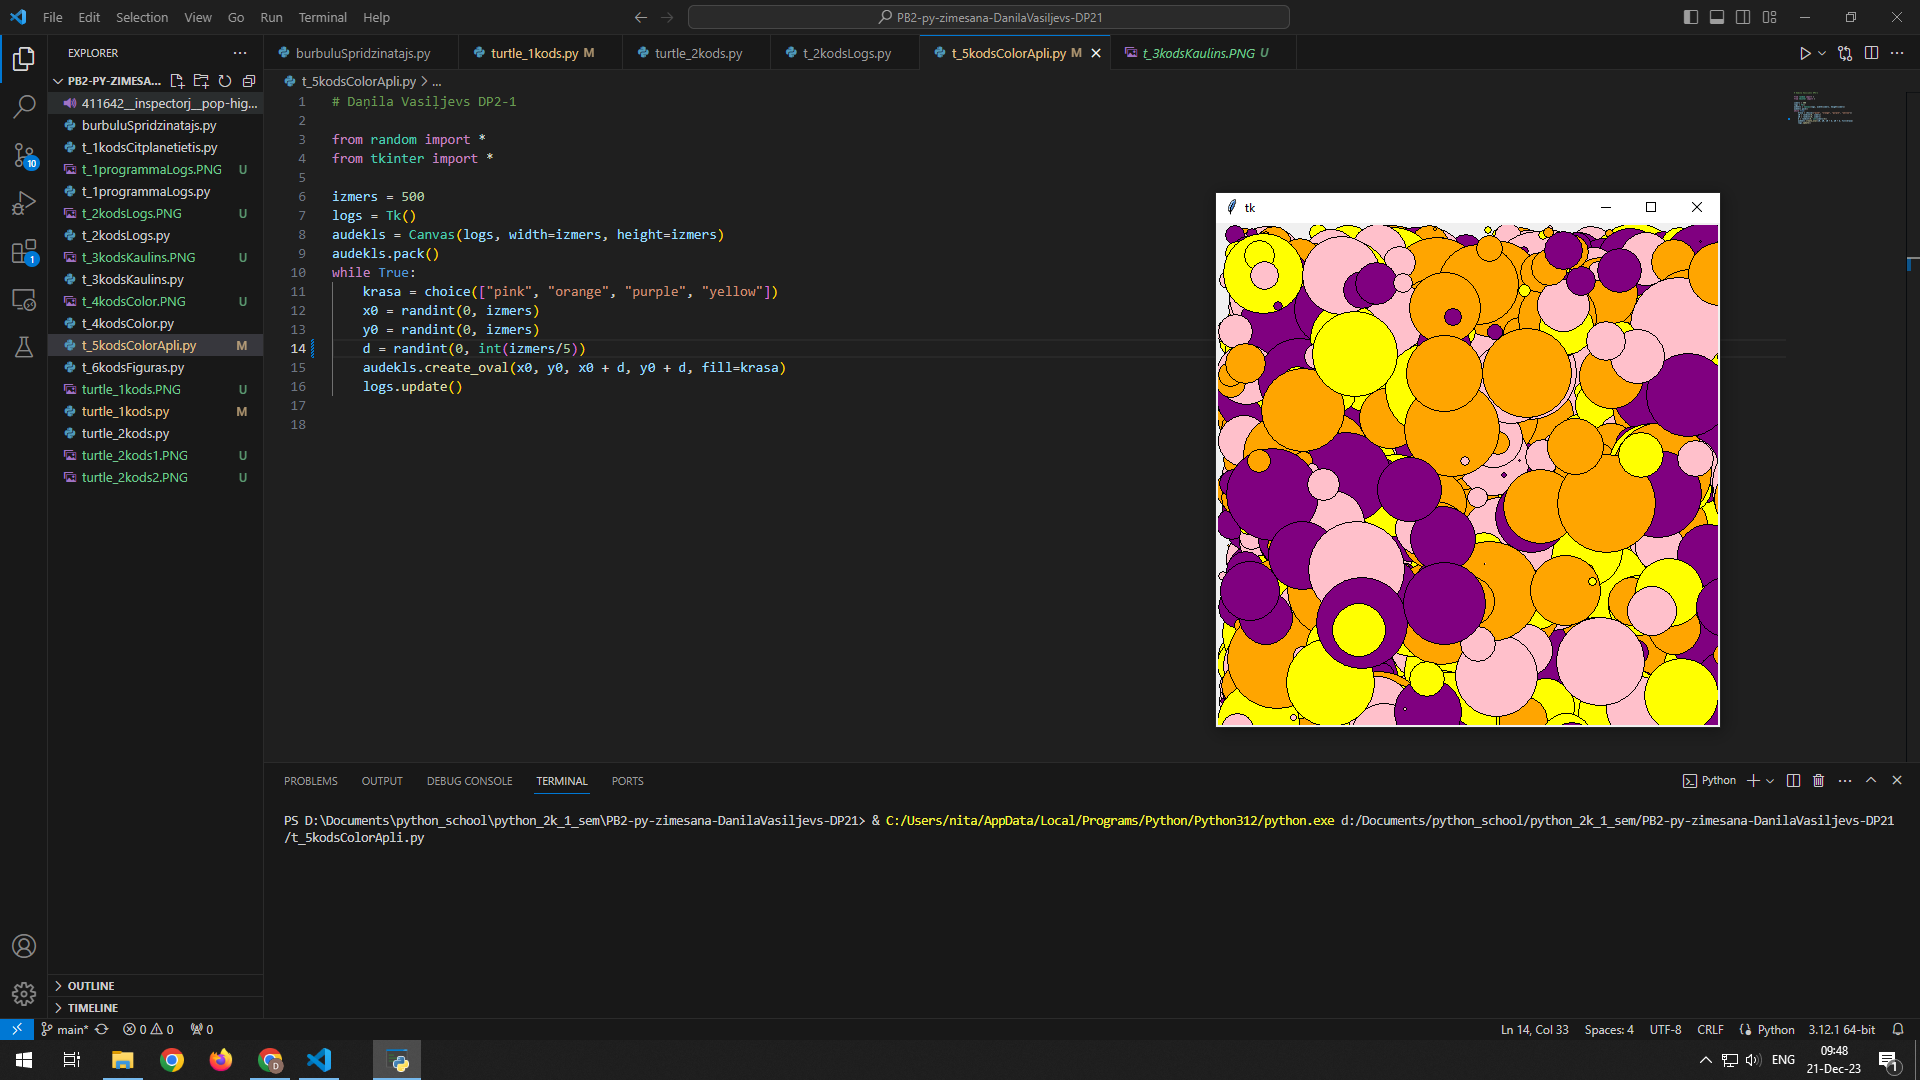 File Edit Selection View Go Run Terminal Help
PB2-py-zimesana-DanilaVasiljevs-DP21
EXPLORER
PB2-PY-ZIMESA...
411642__inspectorj__pop-hig...
burbuluSpridzinatajs.py
t_1kodsCitplanetietis.py
t_1programmaLogs.PNG U
t_1programmaLogs.py
t_2kodsLogs.PNG U
t_2kodsLogs.py
t_3kodsKaulins.PNG U
t_3kodsKaulins.py
t_4kodsColor.PNG U
t_4kodsColor.py
t_5kodsColorApli.py M
t_6kodsFiguras.py
turtle_1kods.PNG U
turtle_1kods.py M
turtle_2kods.py
turtle_2kods1.PNG U
turtle_2kods2.PNG U
OUTLINE
TIMELINE
burbuluSpridzinatajs.py turtle_1kods.py M turtle_2kods.py t_2kodsLogs.py t_5kodsColorApli.py M t_3kodsKaulins.PNG U
t_5kodsColorApli.py > ...
1 # Daņila Vasiļjevs DP2-1
2
3 from random import *
4 from tkinter import *
5
6 izmers = 500
7 logs = Tk()
8 audekls = Canvas(logs, width=izmers, height=izmers)
9 audekls.pack()
10 while True:
11 krasa = choice(["pink", "orange", "purple", "yellow"])
12 x0 = randint(0, izmers)
13 y0 = randint(0, izmers)
14 d = randint(0, int(izmers/5))
15 audekls.create_oval(x0, y0, x0 + d, y0 + d, fill=krasa)
16 logs.update()
17
18
tk
PROBLEMS OUTPUT DEBUG CONSOLE TERMINAL PORTS
Python
PS D:\Documents\python_school\python_2k_1_sem\PB2-py-zimesana-DanilaVasiljevs-DP21> & C:/Users/nita/AppData/Local/Programs/Python/Python312/python.exe d:/Documents/python_school/python_2k_1_sem/PB2-py-zimesana-DanilaVasiljevs-DP21
/t_5kodsColorApli.py
10
1
main* 0 0 0
Ln 14, Col 33 Spaces: 4 UTF-8 CRLF Python 3.12.1 64-bit
D
ENG
09:48
21-Dec-23
1